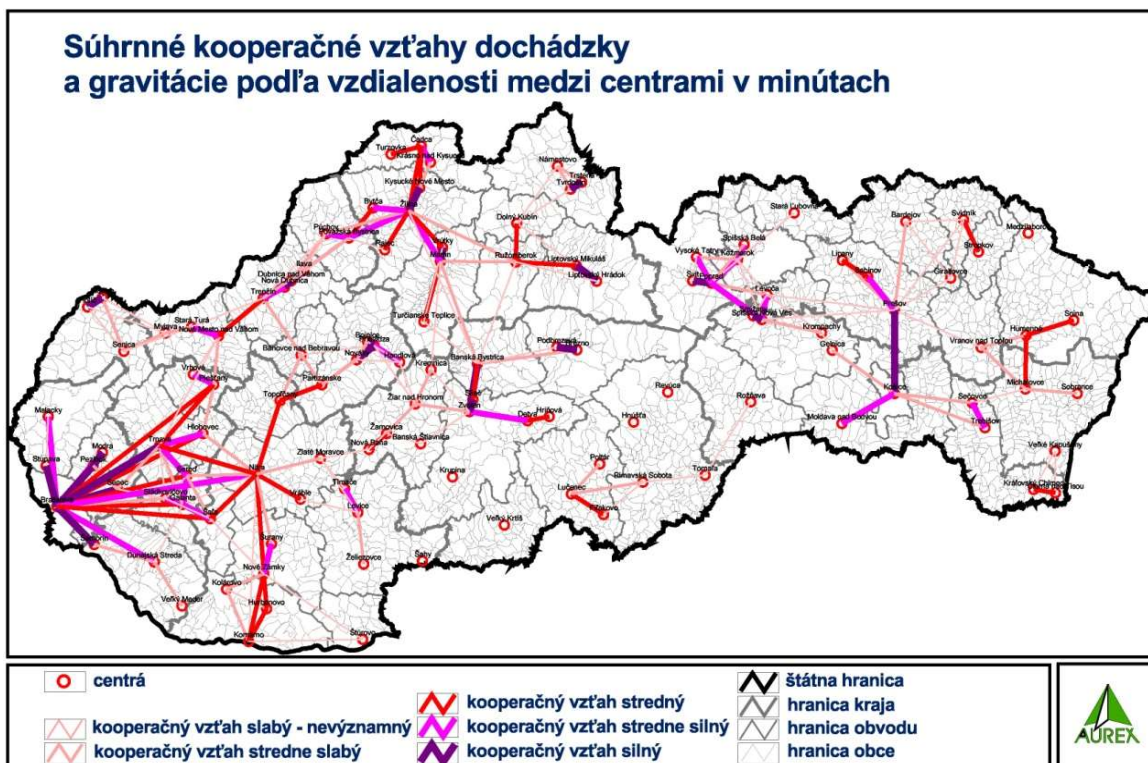 Súhrnné kooperačné vzťahy dochádzky
a gravitácie podľa vzdialenosti medzi centrami v minútach
Čadca
Turzovka
Krásno nad Kysucou
Kysucké Nové Mesto
Bytča
Žilina
Púchov
Považská Bystrica
Rajec
Martin
Ilava
Dubnica nad Váhom
Nová Dubnica
Trenčín
Námestovo
Trstená
Tvrdošín
Dolný Kubín
Ružomberok
Liptovský Mikuláš
Liptovský Hrádok
Stará Ľubovňa
Spišská Belá
Vysoké Tatry
Kežmarok
Levoča
Spišská Nová Ves
Krompachy
Gelnica
Bardejov
Svidník
Stropkov
Medzilaborce
Giraltovce
Lipany
Sabinov
Prešov
Humenné
Snina
Vranov nad Topľou
Michalovce
Sobrance
Košice
Moldava nad Bodvou
Sečovce
Trebišov
Veľké Kapušany
Kráľovský Chlmec
Čierna nad Tisou
Senica
Myjava
Stará Turá
Nové Mesto nad Váhom
Vrbové
Piešťany
Bánovce nad Bebravou
Topoľčany
Partizánske
Bojnice
Prievidza
Nováky
Handlová
Turčianske Teplice
Kremnica
Žiar nad Hronom
Banská Bystrica
Sliač
Zvolen
Podbrezová
Brezno
Detva
Hriňová
Žarnovica
Nová Baňa
Banská Štiavnica
Krupina
Revúca
Rožňava
Hnúšťa
Poltár
Rimavská Sobota
Tornaľa
Lučenec
Fiľakovo
Veľký Krtíš
Malacky
Stupava
Modra
Pezinok
Senec
Bratislava
Šamorín
Dunajská Streda
Veľký Meder
Trnava
Hlohovec
Sereď
Sládkovičovo
Galanta
Šaľa
Nitra
Zlaté Moravce
Vráble
Tlmače
Levice
Želiezovce
Šahy
Šurany
Nové Zámky
Kolárovo
Hurbanovo
Komárno
Štúrovo
centrá
kooperačný vzťah slabý - nevýznamný
kooperačný vzťah stredne slabý
kooperačný vzťah stredný
kooperačný vzťah stredne silný
kooperačný vzťah silný
štátna hranica
hranica kraja
hranica obvodu
hranica obce
AUREX